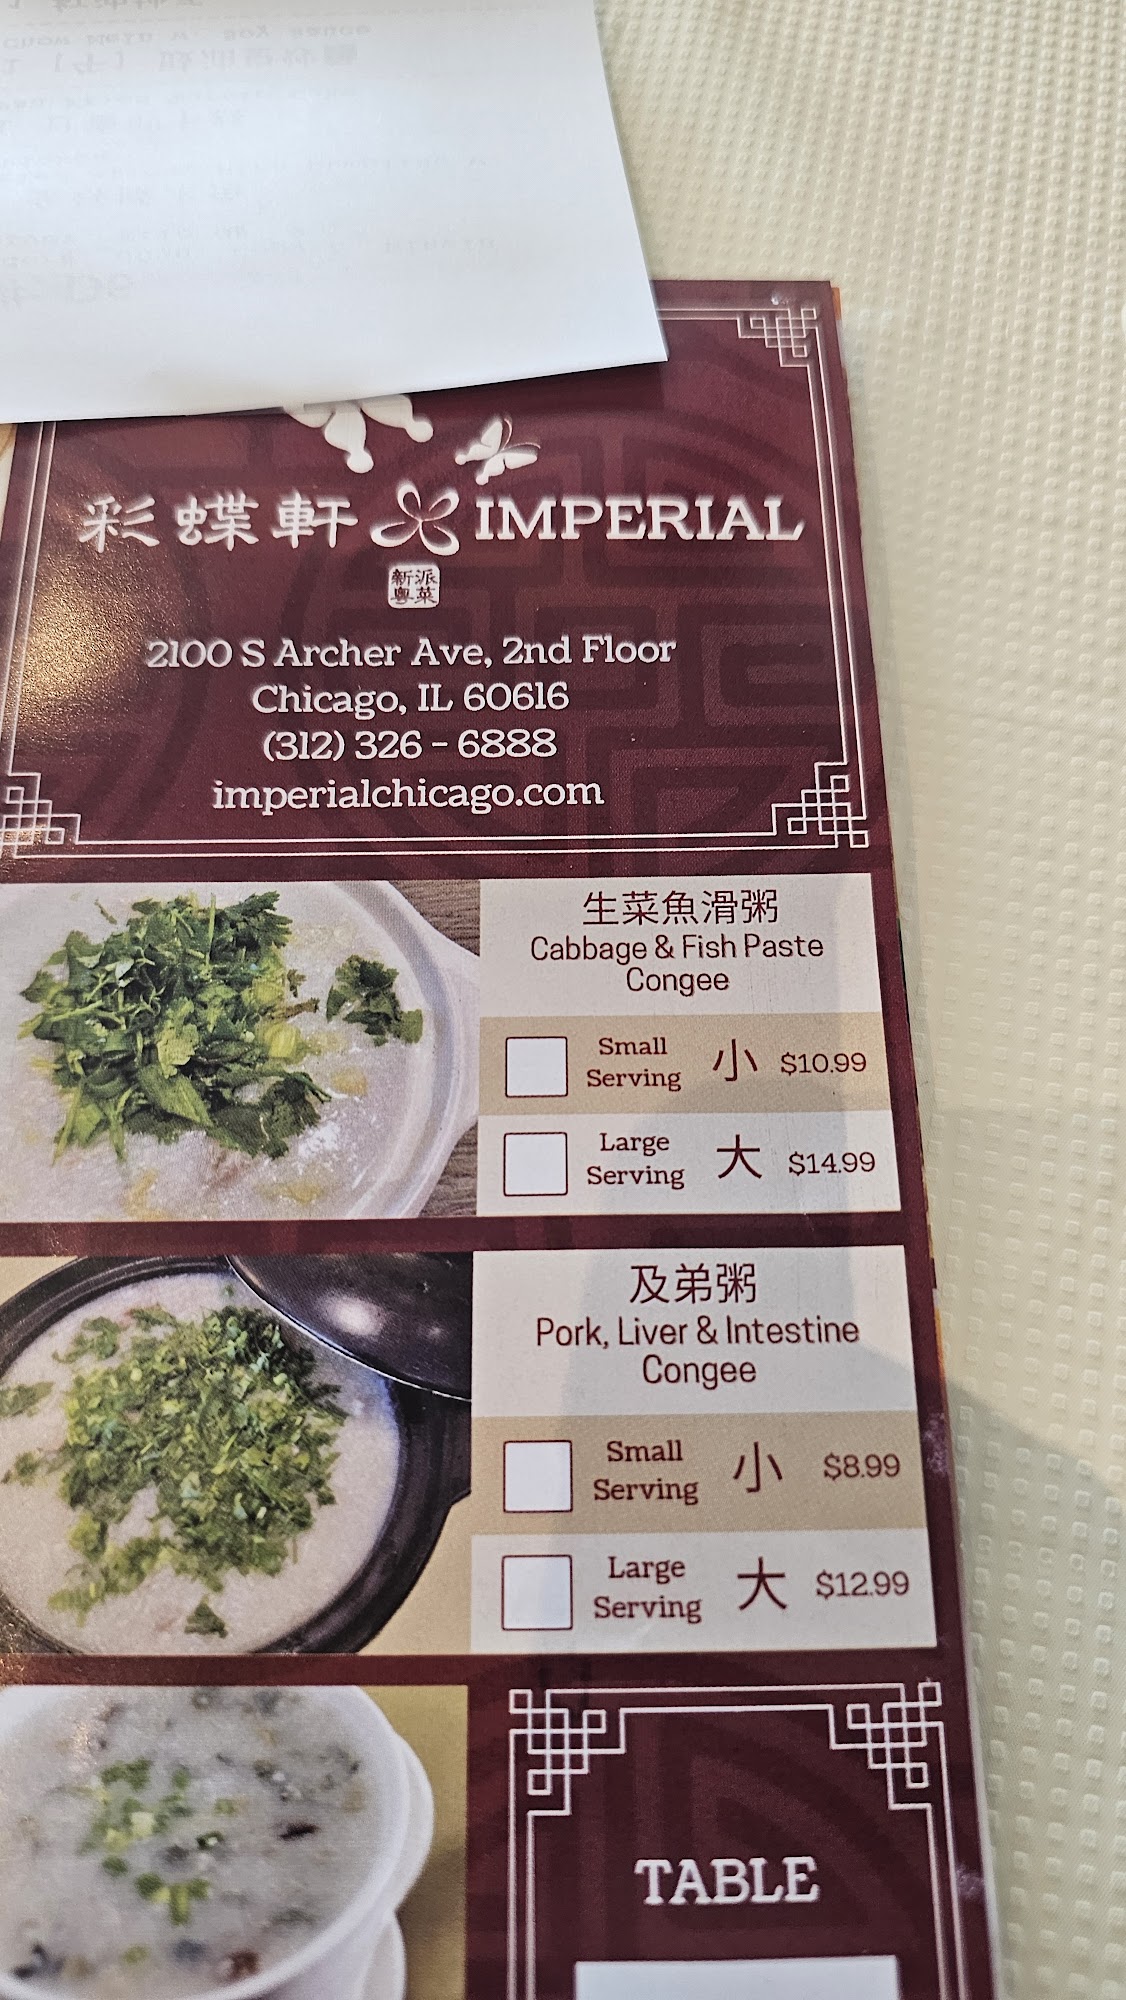 彩蝶軒 IMPERIAL
新派
粵菜
2100 S Archer Ave, 2nd Floor
Chicago, IL 60616
(312) 326 - 6888
imperialchicago.com
生菜魚滑粥
Cabbage & Fish Paste
Congee
Small
Serving 小 $10.99
Large
Serving 大 $14.99
及弟粥
Pork, Liver & Intestine
Congee
Small
Serving 小 $8.99
Large
Serving 大 $12.99
TABLE